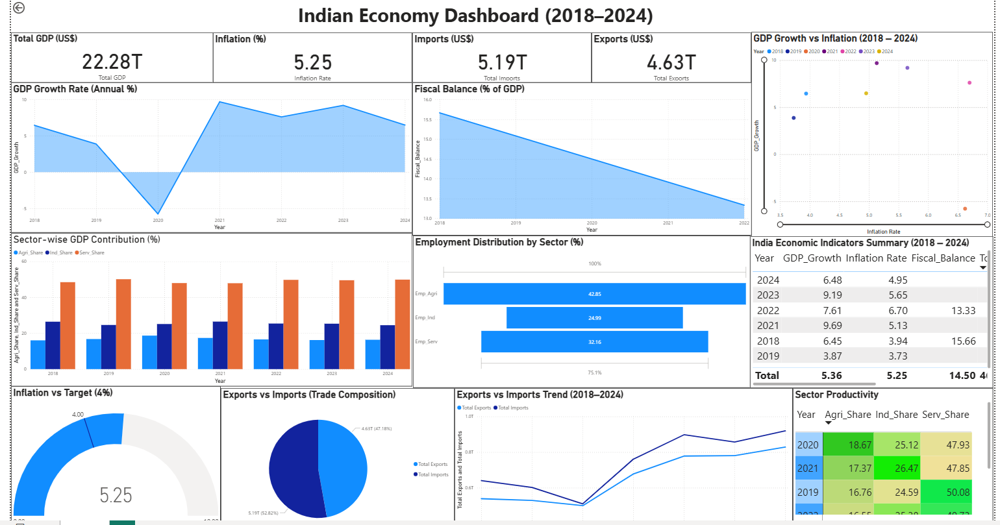 Indian Economy Dashboard (2018–2024)
Total GDP (US$)
22.28T
Total GDP
Inflation (%)
5.25
Inflation Rate
Imports (US$)
5.19T
Total Imports
Exports (US$)
4.63T
Total Exports
GDP Growth vs Inflation (2018 – 2024)
Year 2018 2019 2020 2021 2022 2023 2024
10
5
0
5
GDP_Growth
3.5 4.0 4.5 5.0 5.5 6.0 6.5 7.0
Inflation Rate
GDP Growth Rate (Annual %)
10
5
0
-5
GDP_Growth
2018 2019 2020 2021 2022 2023 2024
Year
Fiscal Balance (% of GDP)
16.0
15.5
15.0
14.5
14.0
13.5
13.0
Fiscal_Balance
2018 2019 2020 2021 2022
Year
Sector-wise GDP Contribution (%)
Agri_Share Ind_Share Serv_Share
60
40
20
0
Agri_Share, Ind_Share and Serv_Share
2018 2019 2020 2021 2022 2023 2024
Year
Employment Distribution by Sector (%)
100%
Emp_Agri 42.85
Emp_Ind 24.99
Emp_Serv 32.16
75.1%
India Economic Indicators Summary (2018 – 2024)
Year GDP_Growth Inflation Rate Fiscal_Balance
2024 6.48 4.95
2023 9.19 5.65
2022 7.61 6.70 13.33
2021 9.69 5.13
2018 6.45 3.94 15.66
2019 3.87 3.73
Total 5.36 5.25 14.50
Inflation vs Target (4%)
4.00
5.25
Exports vs Imports (Trade Composition)
4.63T (47.18%)
5.19T (52.82%)
Total Exports
Total Imports
Exports vs Imports Trend (2018–2024)
Total Exports Total Imports
1.0T
0.8T
0.6T
Total Exports and Total Imports
Sector Productivity
Year Agri_Share Ind_Share Serv_Share
2020 18.67 25.12 47.93
2021 17.37 26.47 47.85
2019 16.76 24.59 50.08